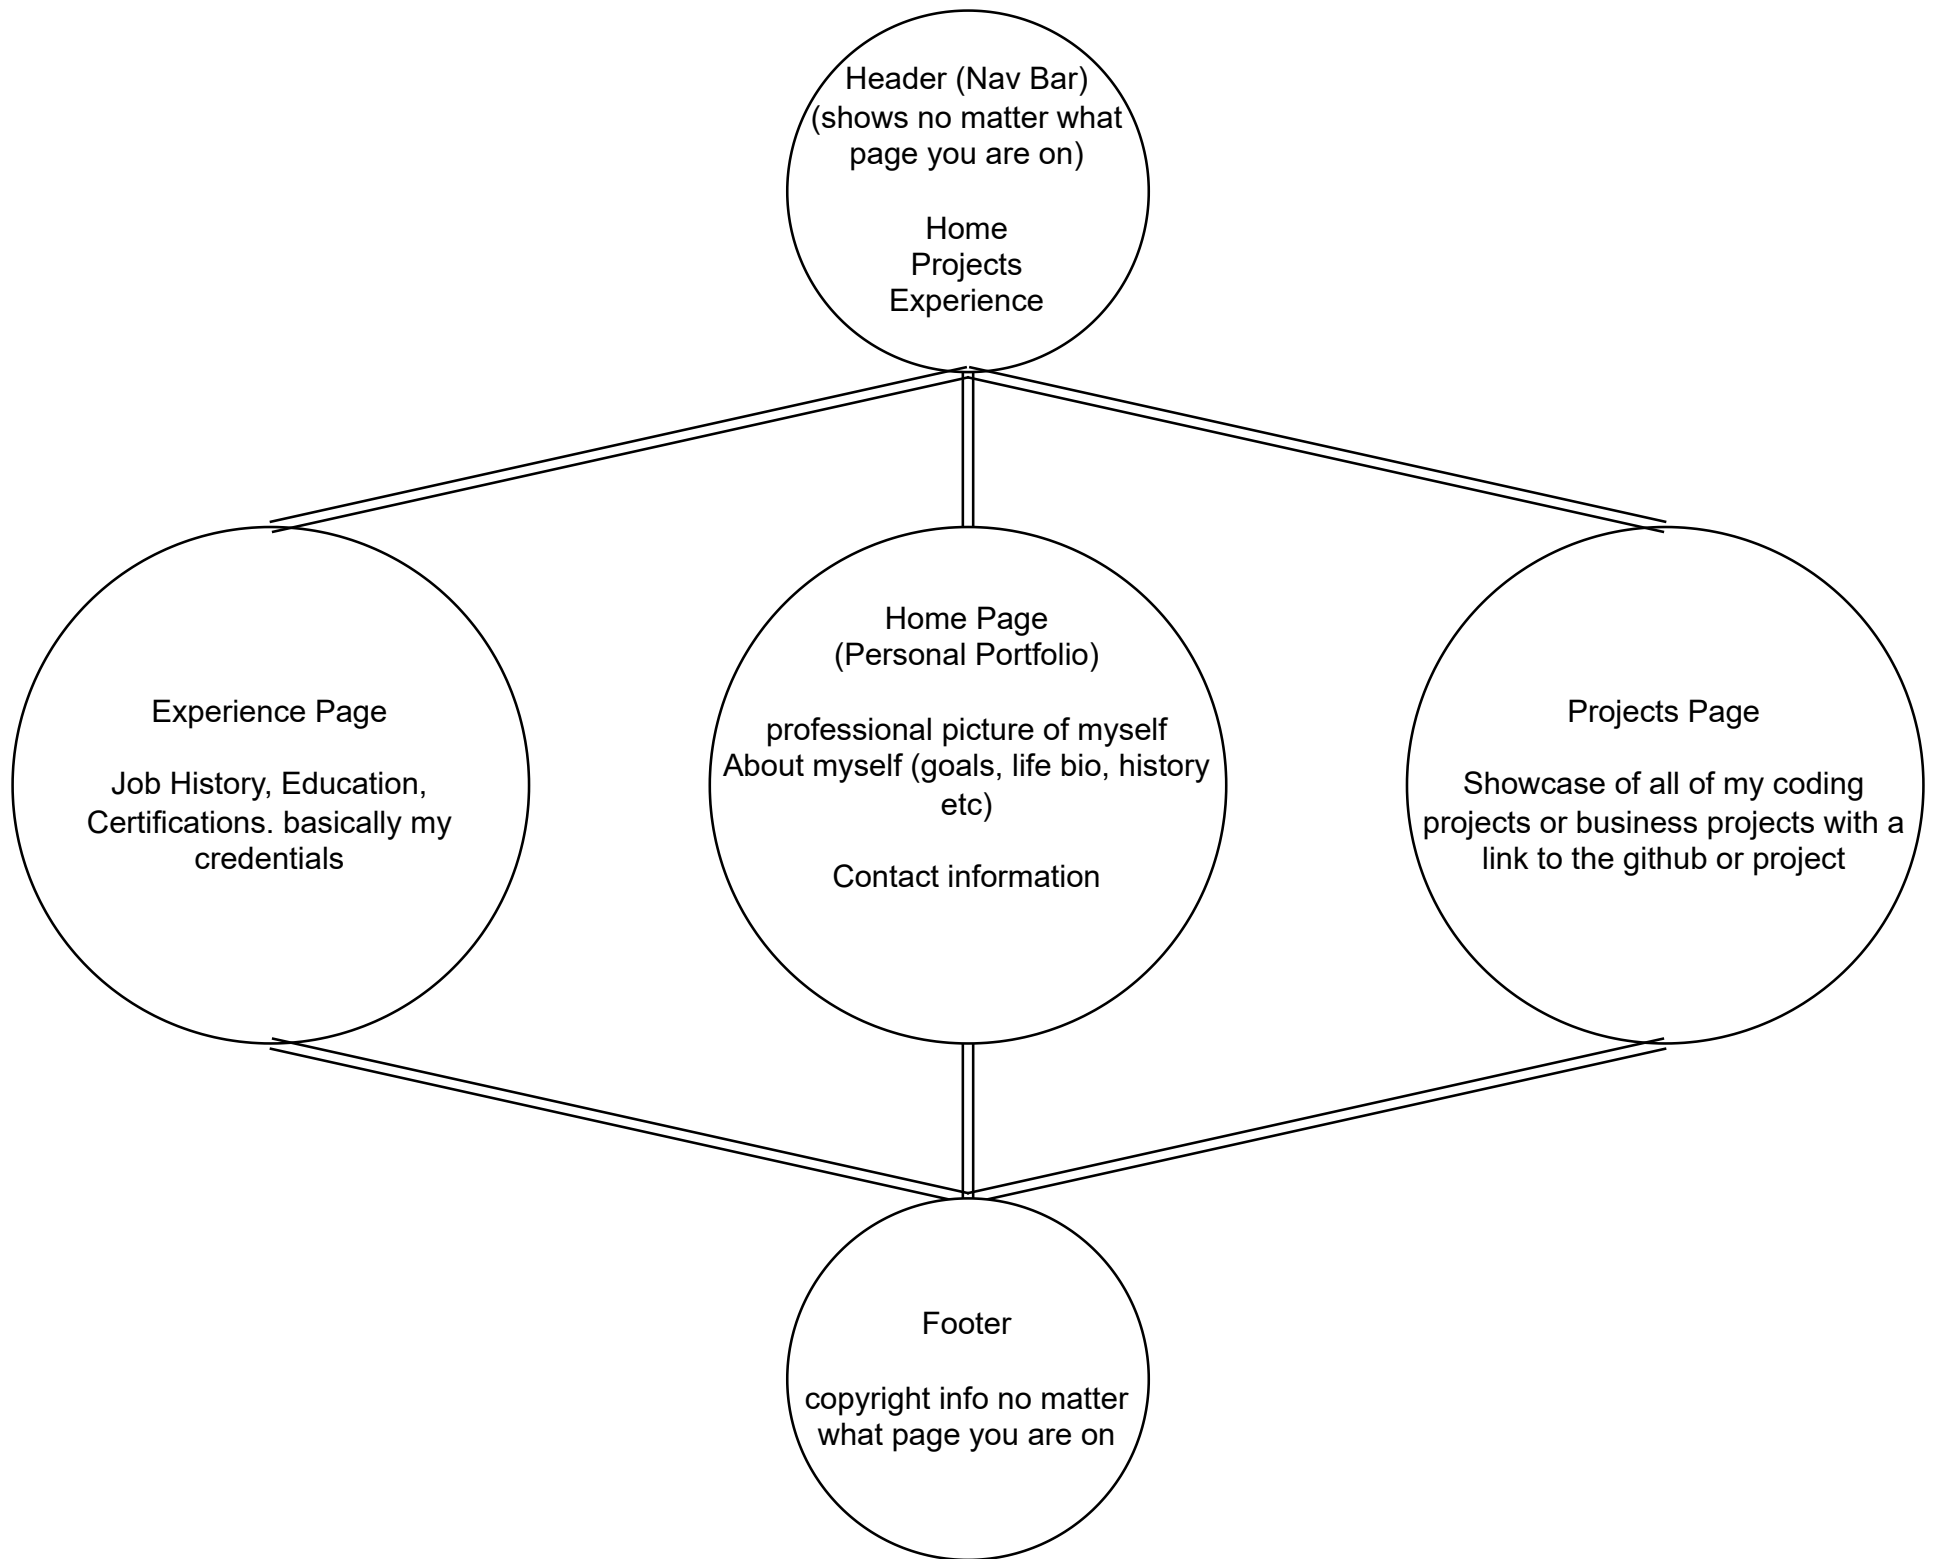 Header (Nav Bar)
(shows no matter what
page you are on)
Home
Projects
Experience
Experience Page
Job History, Education,
Certifications. basically my
credentials
Home Page
(Personal Portfolio)
professional picture of myself
About myself (goals, life bio, history
etc)
Contact information
Projects Page
Showcase of all of my coding
projects or business projects with a
link to the github or project
Footer
copyright info no matter
what page you are on